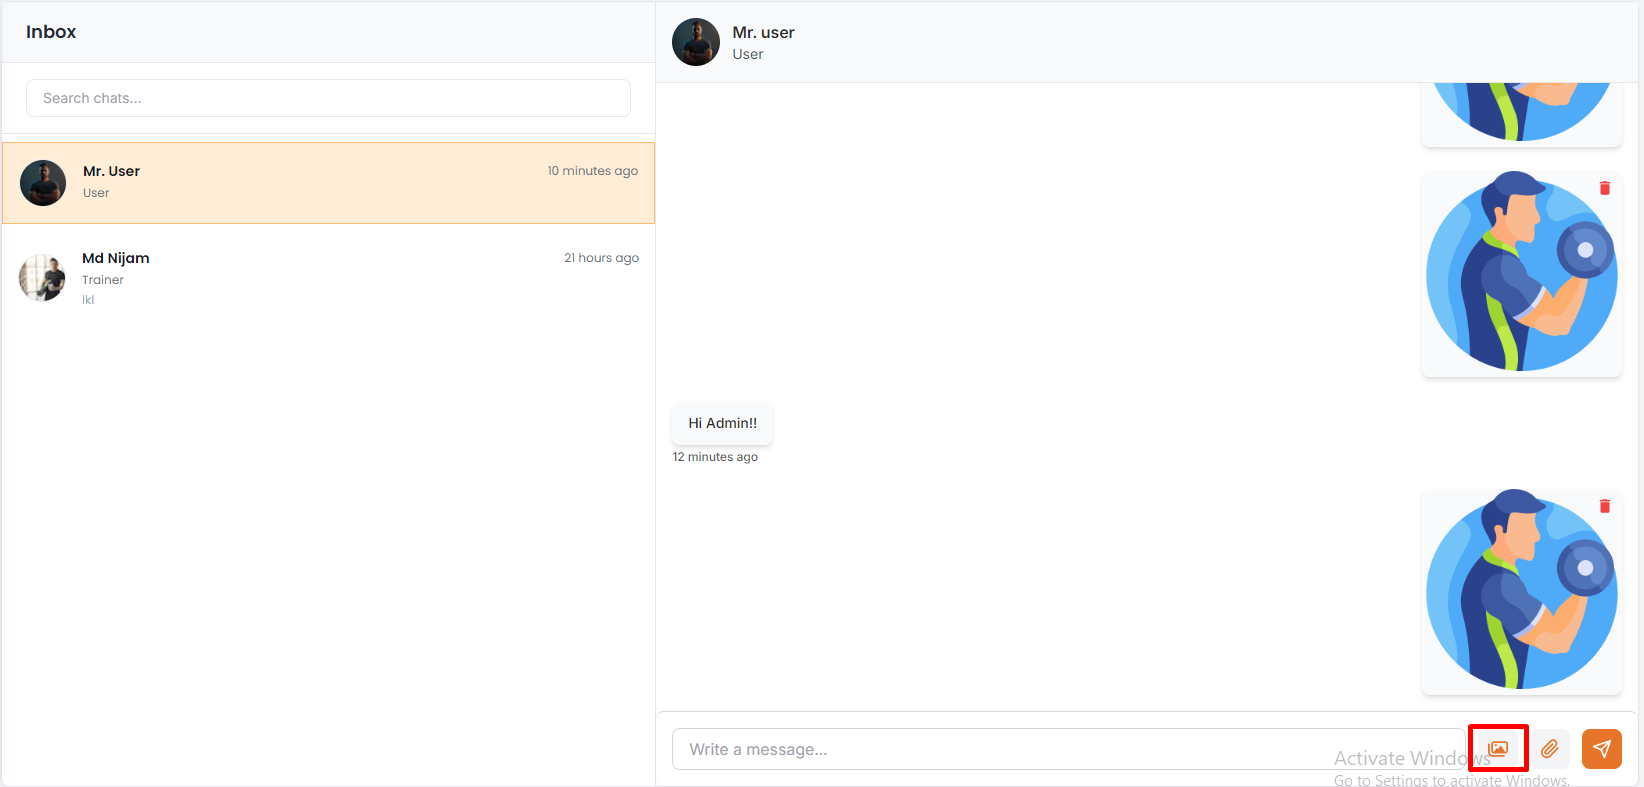 Inbox
Search chats...
Mr. User
10 minutes ago
User
Md Nijam
21 hours ago
Trainer
lkl
Mr. user
User
Hi Admin!!
12 minutes ago
Write a message...
Activate Windows
Go to Settings to activate Windows.